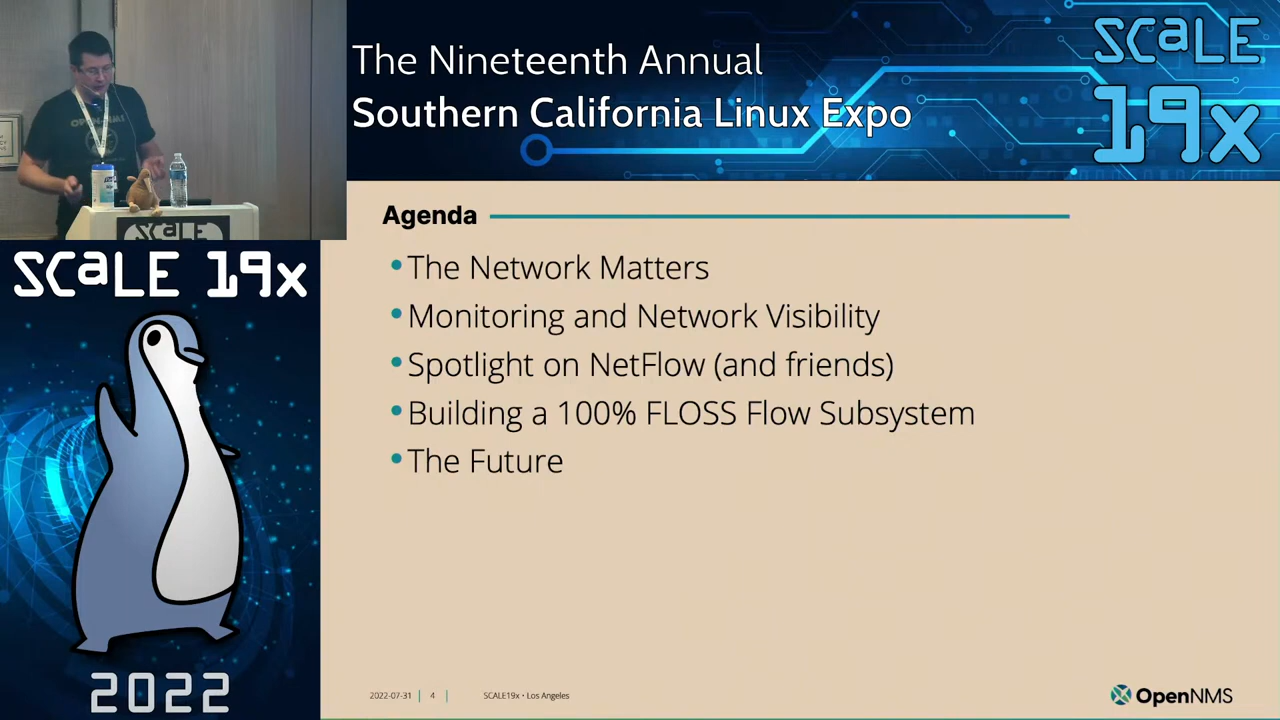 The Nineteenth Annual
Southern California Linux Expo
SCaLE
19x
OPENNMS
SCALE
SCaLE 19x
2022
Agenda
•The Network Matters
•Monitoring and Network Visibility
•Spotlight on NetFlow (and friends)
•Building a 100% FLOSS Flow Subsystem
•The Future
2022-07-31 | 4 | SCALE19x • Los Angeles
OpenNMS